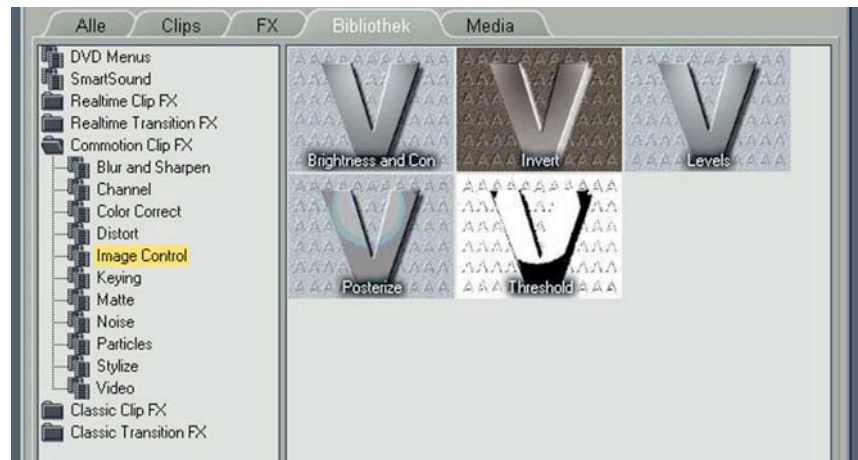 Alle Clips FX Bibliothek Media
DVD Menus
SmartSound
Realtime Clip FX
Realtime Transition FX
Commotion Clip FX
Blur and Sharpen
Channel
Color Correct
Distort
Image Control
Keying
Matte
Noise
Particles
Stylize
Video
Classic Clip FX
Classic Transition FX
Brightness and Con
Invert
Levels
Posterize
Threshold